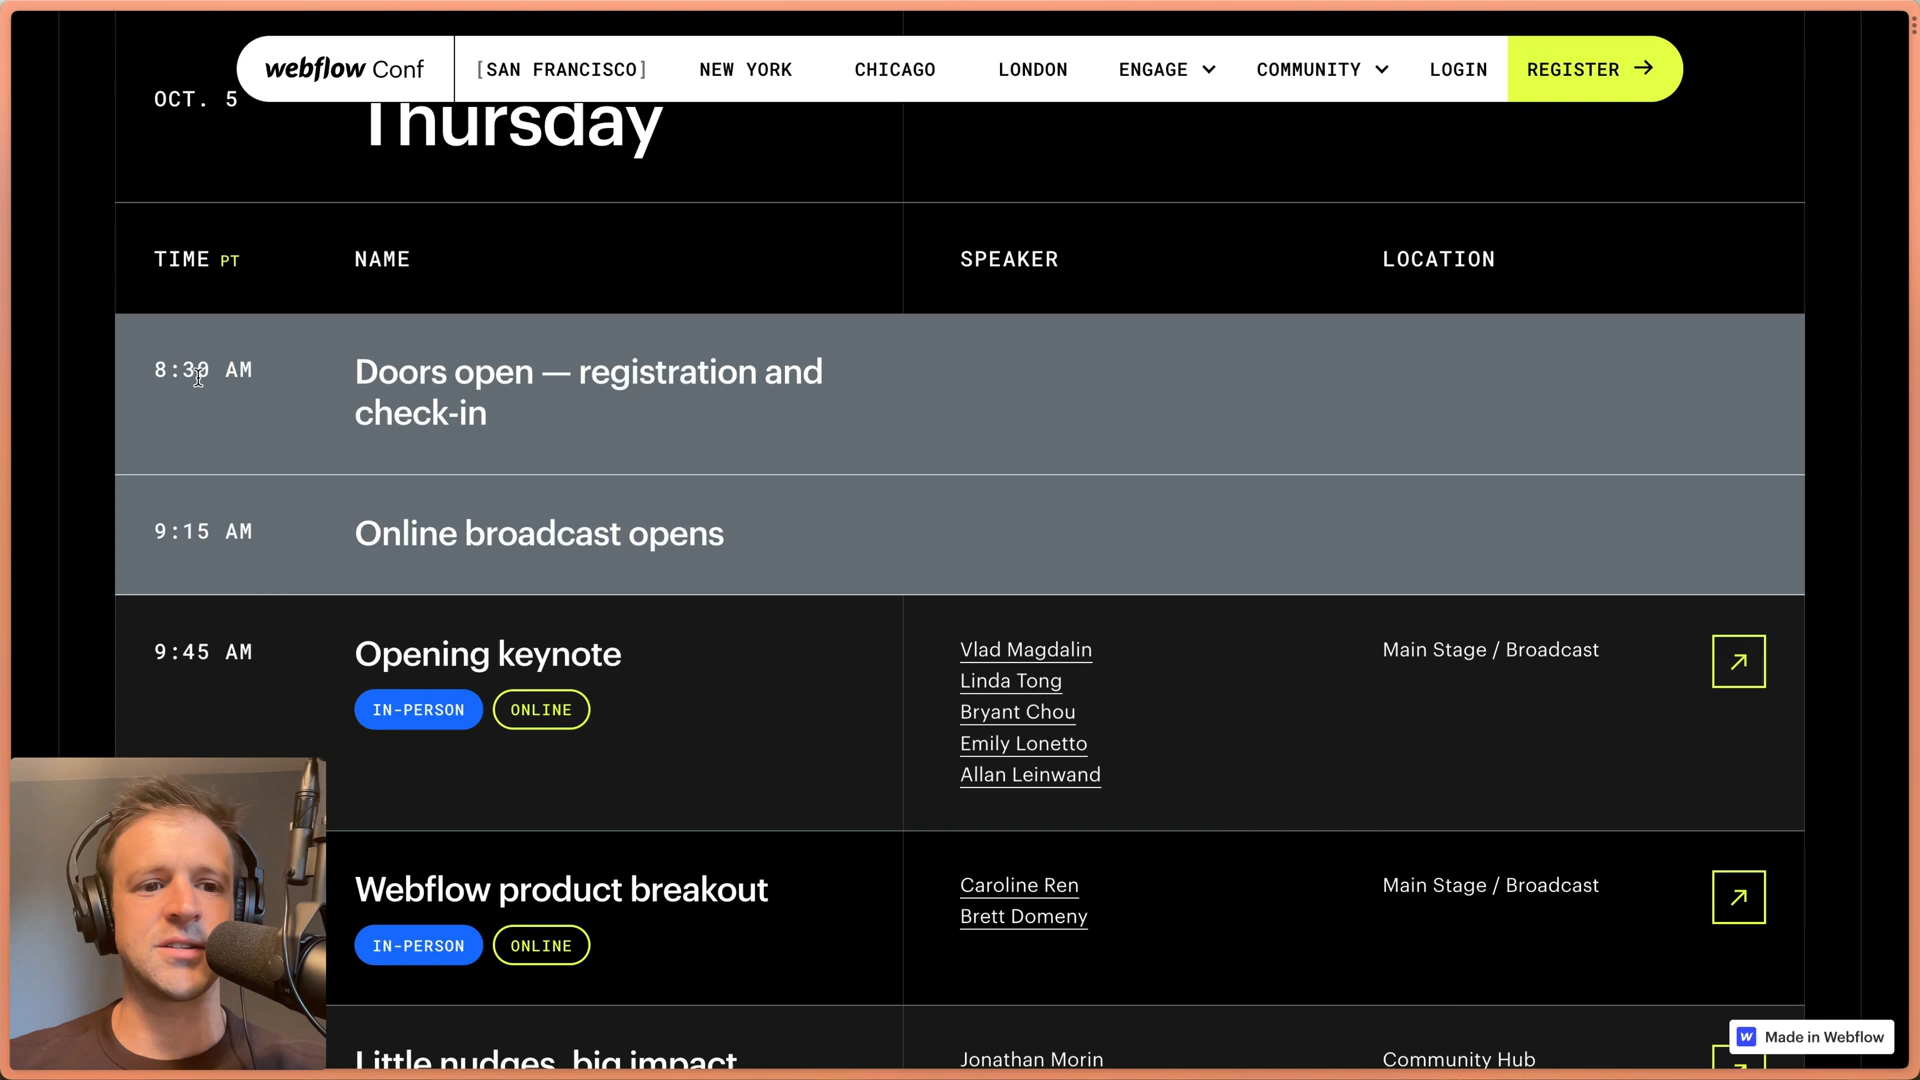 webflow Conf
[SAN FRANCISCO]
NEW YORK
CHICAGO
LONDON
ENGAGE
COMMUNITY
LOGIN
REGISTER
OCT. 5
Thursday
TIME PT
NAME
SPEAKER
LOCATION
8:30 AM
Doors open — registration and
check-in
9:15 AM
Online broadcast opens
9:45 AM
Opening keynote
IN-PERSON
ONLINE
Vlad Magdalin
Linda Tong
Bryant Chou
Emily Lonetto
Allan Leinwand
Main Stage / Broadcast
Webflow product breakout
IN-PERSON
ONLINE
Caroline Ren
Brett Domeny
Main Stage / Broadcast
Little nudges, big impact
Jonathan Morin
Community Hub
Made in Webflow